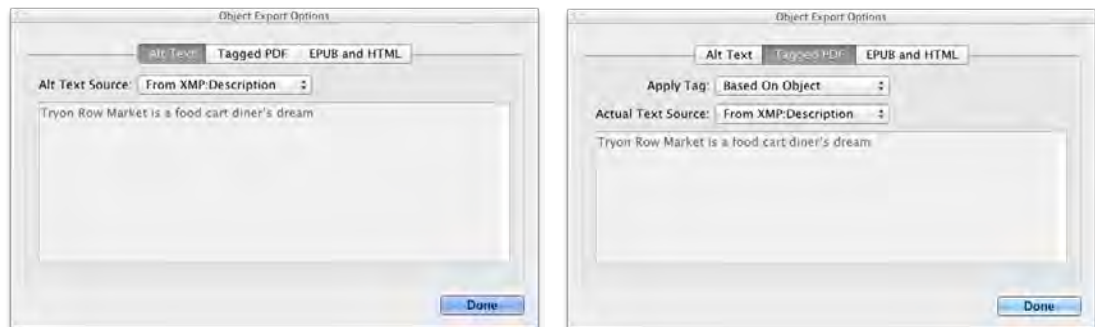 Object Export Options
Alt Text Tagged PDF EPUB and HTML
Alt Text Source: From XMP:Description
Tryon Row Market is a food cart diner's dream
Done
Object Export Options
Alt Text Tagged PDF EPUB and HTML
Apply Tag: Based On Object
Actual Text Source: From XMP:Description
Tryon Row Market is a food cart diner's dream
Done